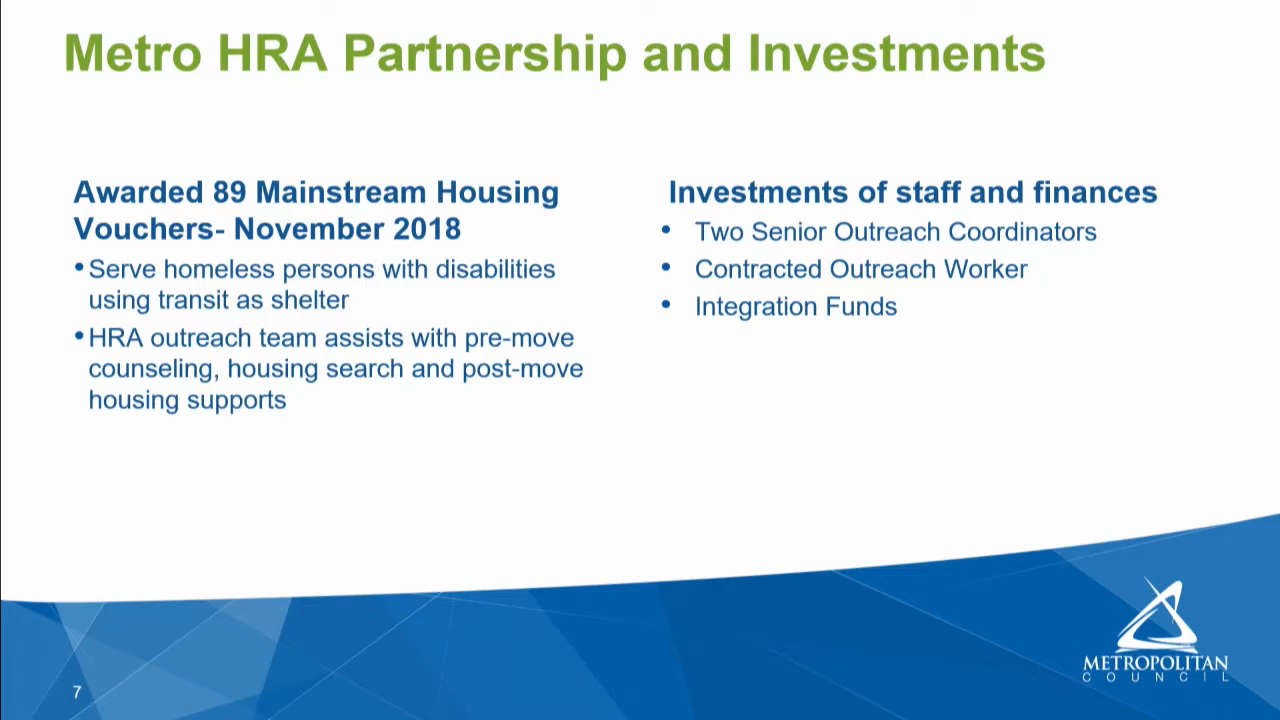 Metro HRA Partnership and Investments
Awarded 89 Mainstream Housing
Vouchers- November 2018
•Serve homeless persons with disabilities
using transit as shelter
•HRA outreach team assists with pre-move
counseling, housing search and post-move
housing supports
Investments of staff and finances
• Two Senior Outreach Coordinators
• Contracted Outreach Worker
• Integration Funds
7
METROPOLITAN
COUNCIL